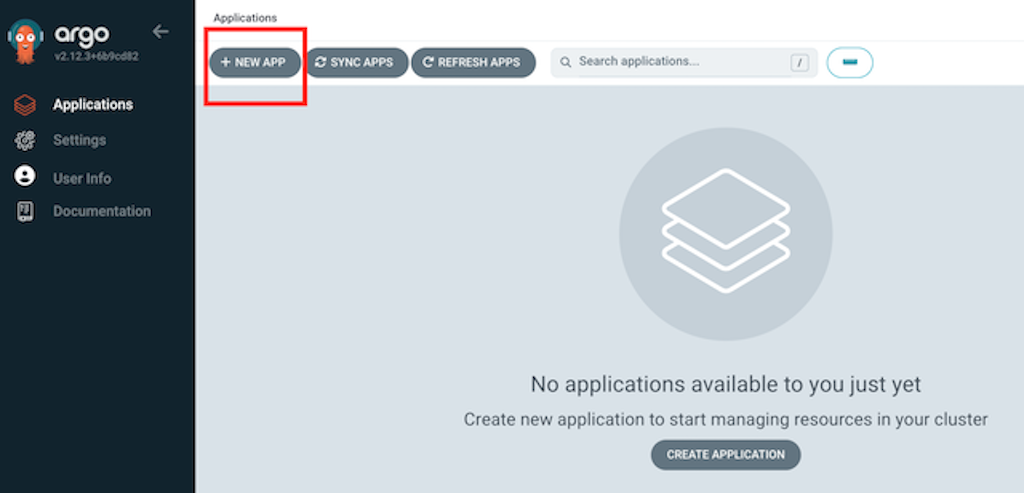 argo
v2.12.3+6b9cd82
Applications
Settings
User Info
Documentation
Applications
+ NEW APP
SYNC APPS
REFRESH APPS
Search applications...
/
No applications available to you just yet
Create new application to start managing resources in your cluster
CREATE APPLICATION